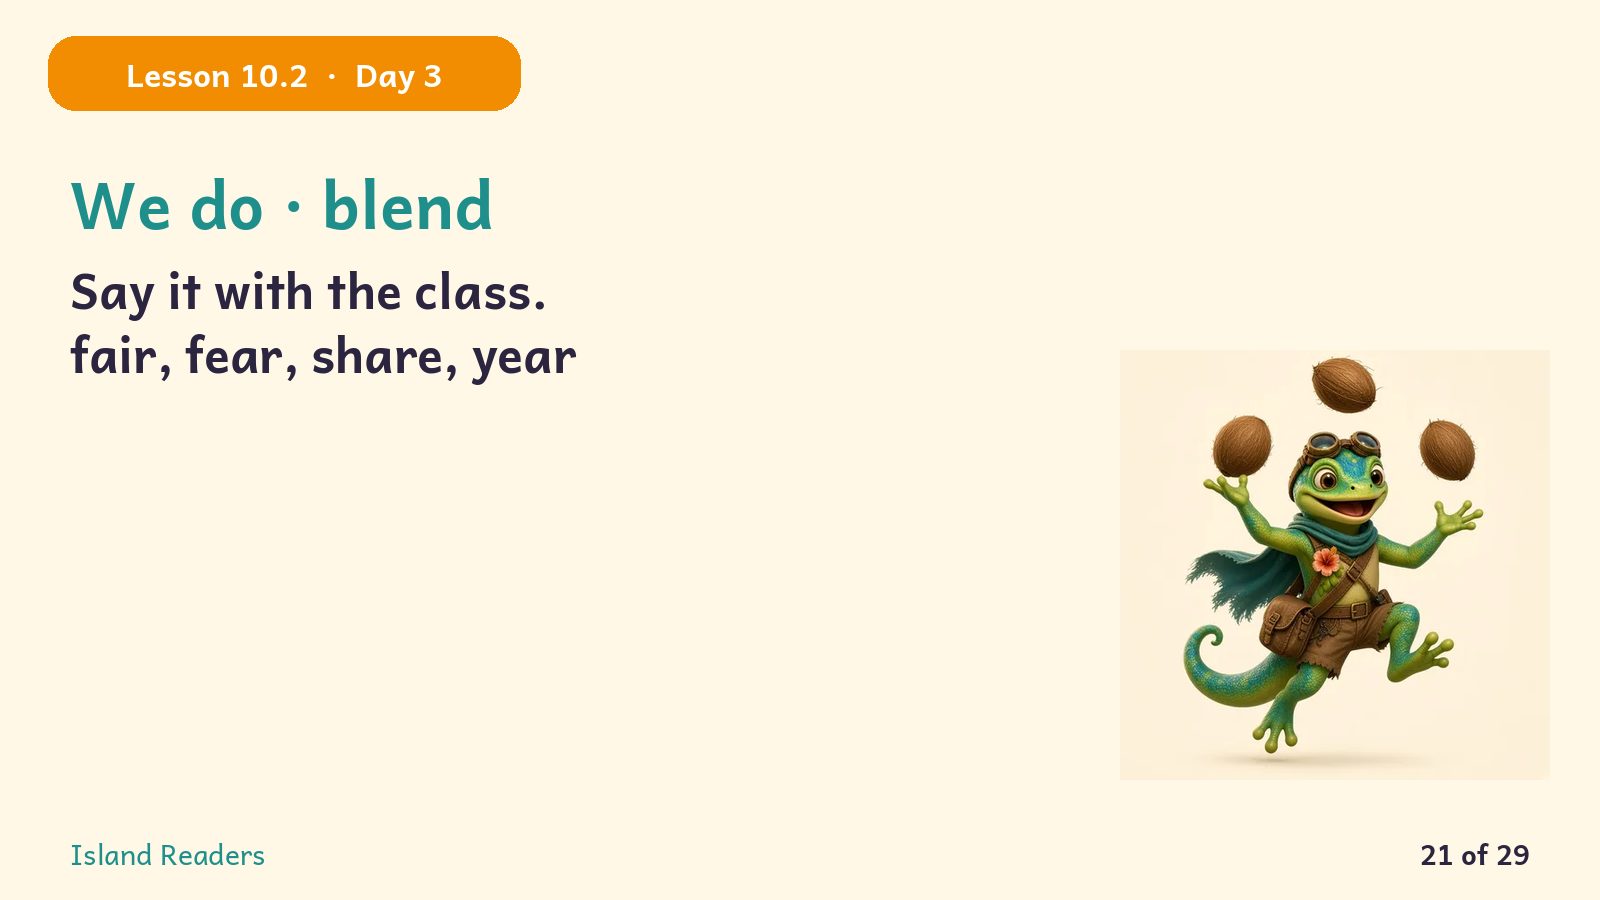 Lesson 10.2 · Day 3
We do · blend
Say it with the class.
fair, fear, share, year
Island Readers
21 of 29